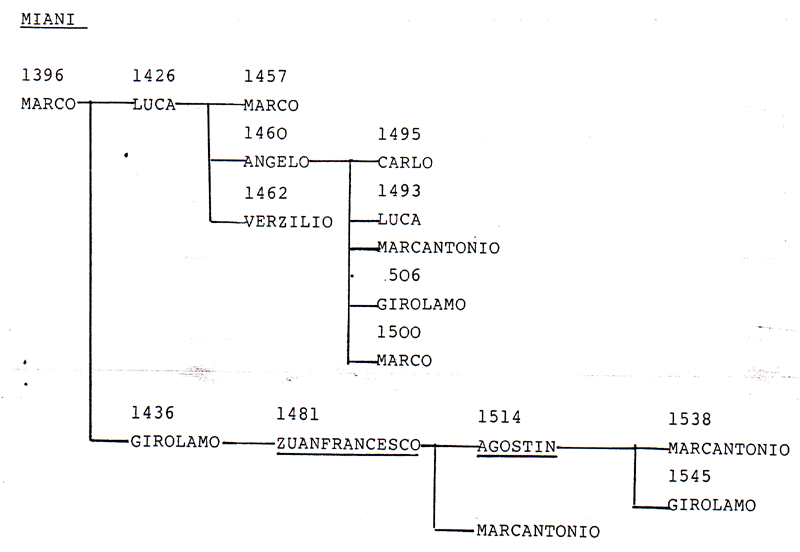 MIANI
1396 1426 1457
MARCO LUCA MARCO
1460 1495
ANGELO CARLO
1462 1493
VERZILIO LUCA
MARCANTONIO
.506
GIROLAMO
1500
MARCO
1436 1481 1514 1538
GIROLAMO ZUANFRANCESCO AGOSTIN MARCANTONIO
1545
GIROLAMO
MARCANTONIO